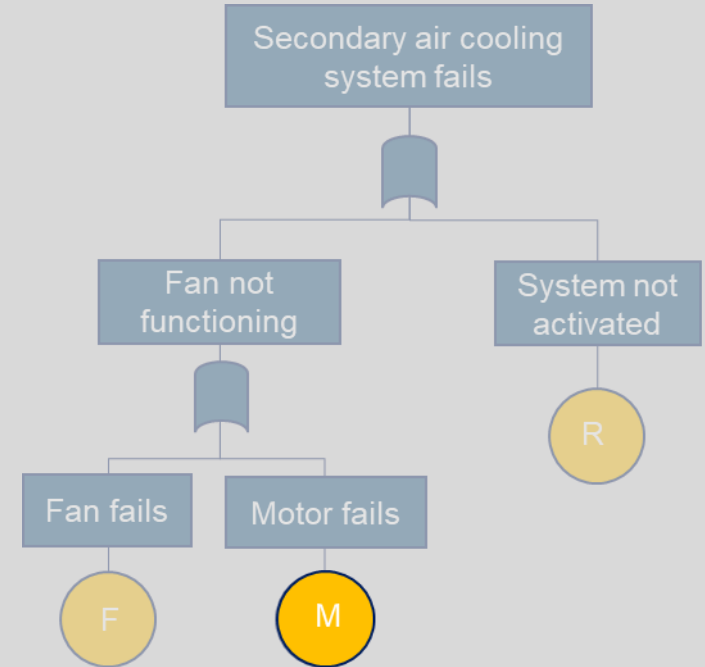 Secondary air cooling
system fails
Fan not
functioning
System not
activated
R
Fan fails
Motor fails
F
M